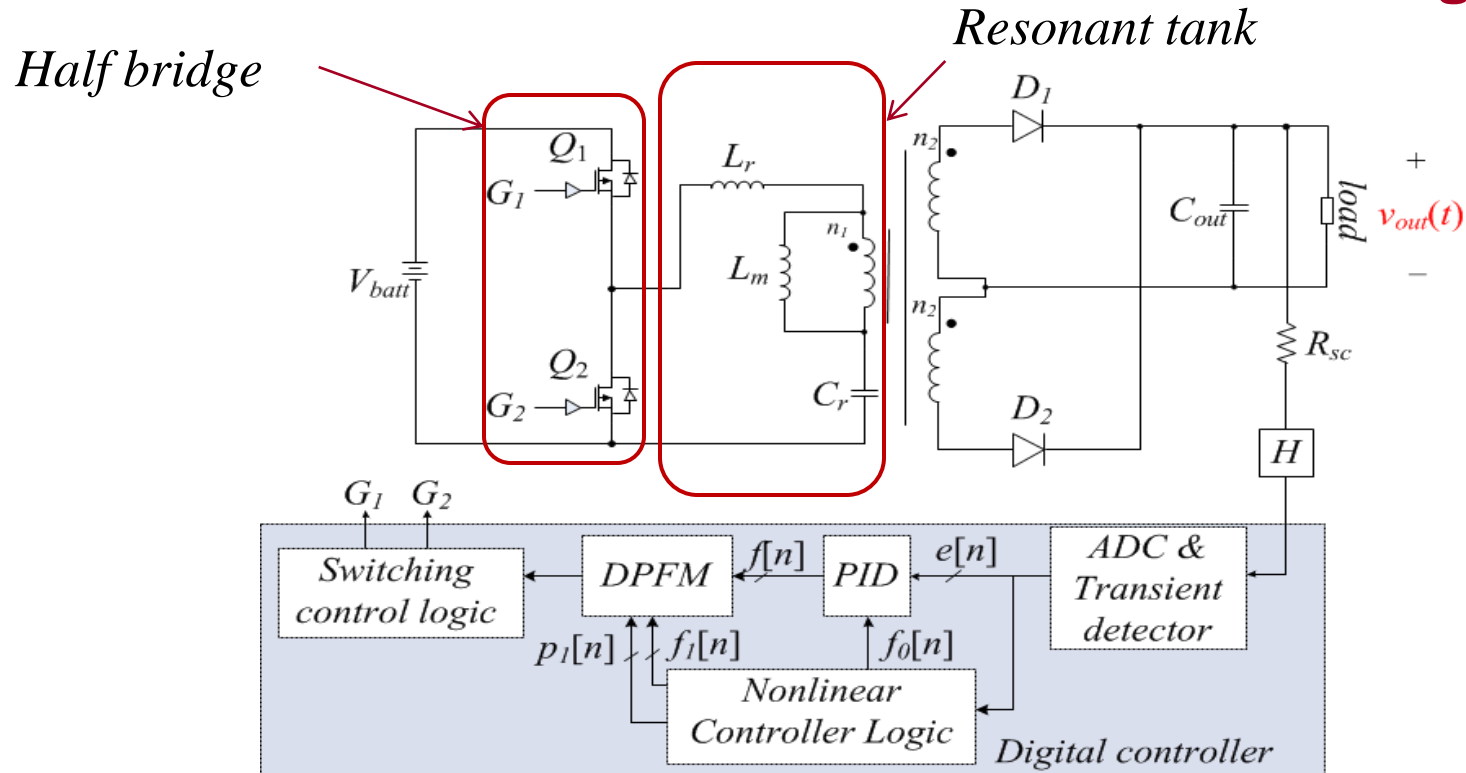 Half bridge
Resonant tank
Q1
G1
Vbatt
Q2
G2
Lr
n1
Lm
Cr
n2
n2
D1
D2
Cout
load
+
vout(t)
–
Rsc
H
G1 G2
Switching
control logic
DPFM
f[n]
PID
e[n]
ADC &
Transient
detector
p1[n]
f1[n]
f0[n]
Nonlinear
Controller Logic
Digital controller